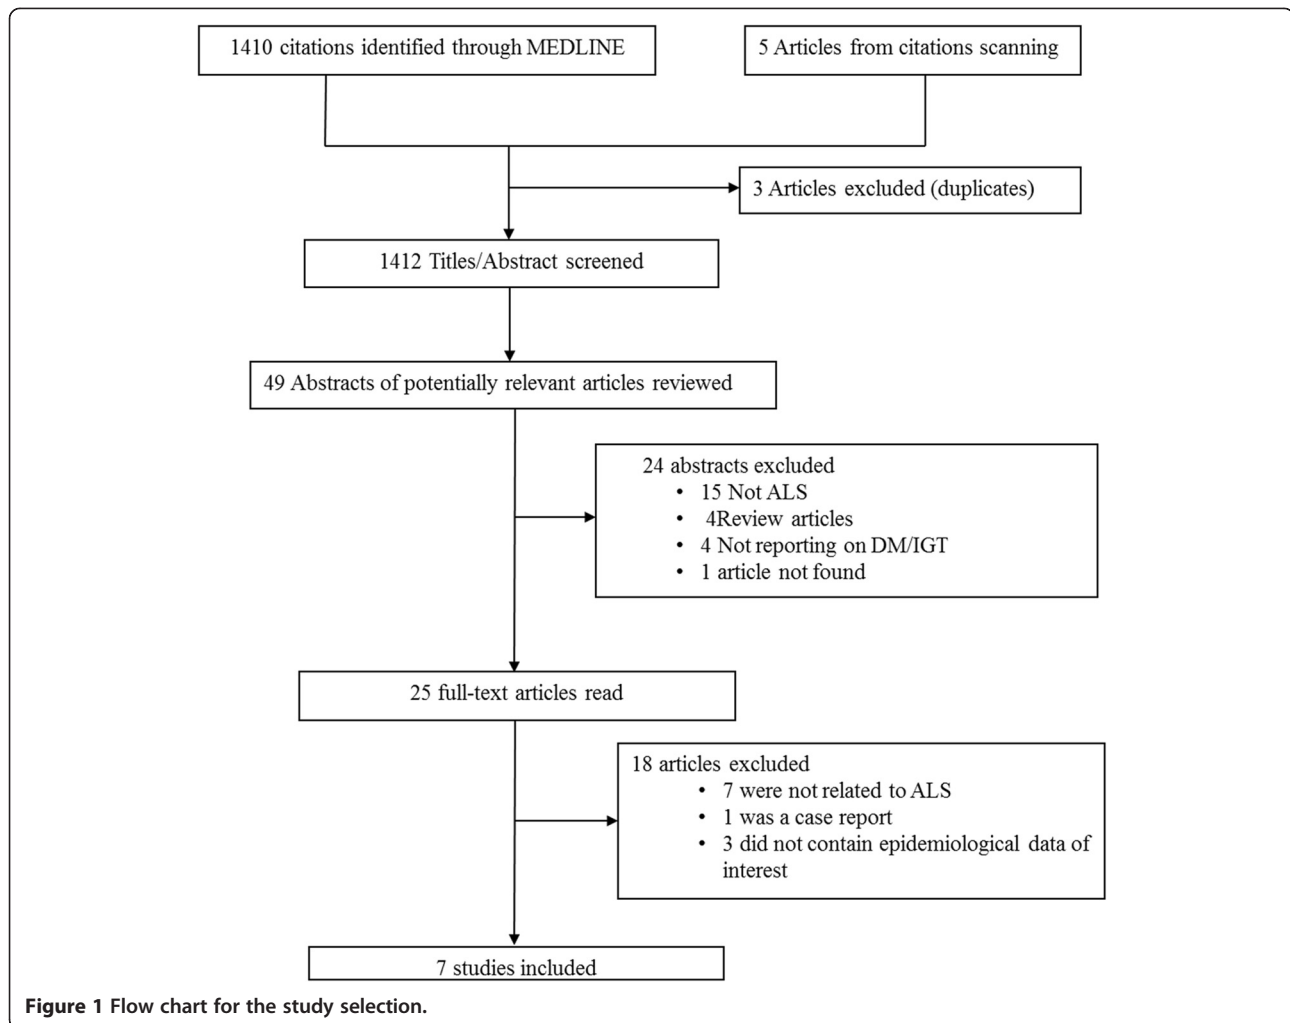 1410 citations identified through MEDLINE
5 Articles from citations scanning
3 Articles excluded (duplicates)
1412 Titles/Abstract screened
49 Abstracts of potentially relevant articles reviewed
24 abstracts excluded
• 15 Not ALS
• 4Review articles
• 4 Not reporting on DM/IGT
• 1 article not found
25 full-text articles read
18 articles excluded
• 7 were not related to ALS
• 1 was a case report
• 3 did not contain epidemiological data of
interest
7 studies included
Figure 1 Flow chart for the study selection.